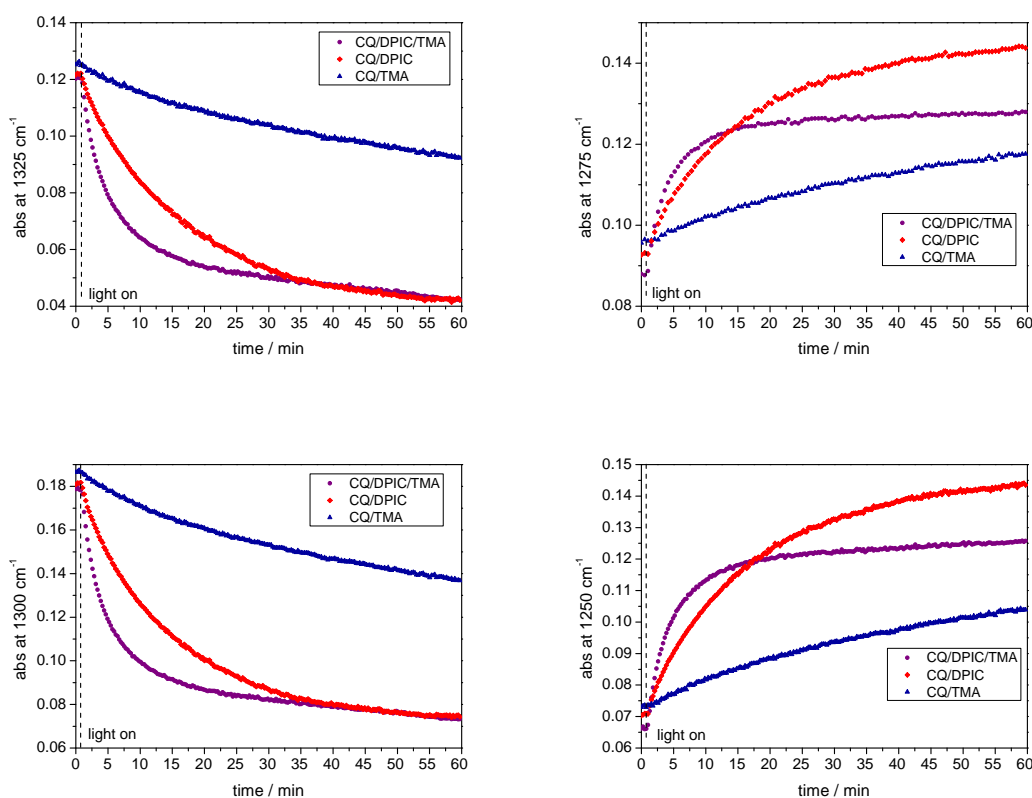 abs at 1325 cm⁻¹
0.14
0.12
0.10
0.08
0.06
0.04
CQ/DPIC/TMA
CQ/DPIC
CQ/TMA
light on
0 5 10 15 20 25 30 35 40 45 50 55 60
time / min
abs at 1275 cm⁻¹
0.14
0.12
0.10
0.08
CQ/DPIC/TMA
CQ/DPIC
CQ/TMA
light on
0 5 10 15 20 25 30 35 40 45 50 55 60
time / min
abs at 1300 cm⁻¹
0.18
0.16
0.14
0.12
0.10
0.08
0.06
CQ/DPIC/TMA
CQ/DPIC
CQ/TMA
light on
0 5 10 15 20 25 30 35 40 45 50 55 60
time / min
abs at 1250 cm⁻¹
0.15
0.14
0.13
0.12
0.11
0.10
0.09
0.08
0.07
0.06
CQ/DPIC/TMA
CQ/DPIC
CQ/TMA
light on
0 5 10 15 20 25 30 35 40 45 50 55 60
time / min